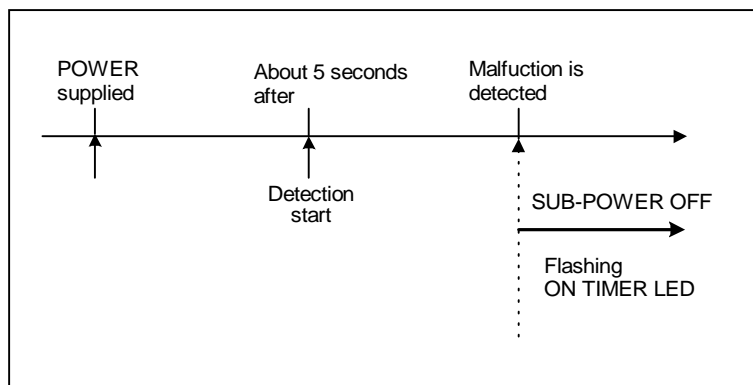 POWER
supplied
About 5 seconds
after
Malfuction is
detected
Detection
start
SUB-POWER OFF
Flashing
ON TIMER LED